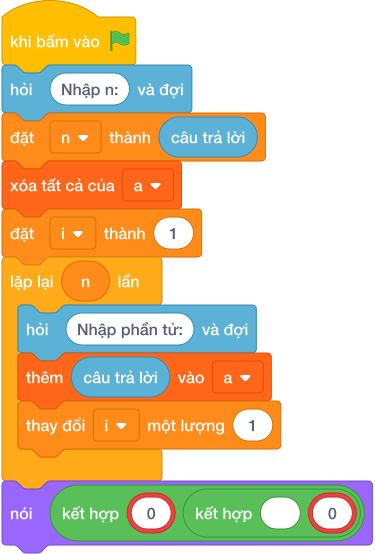 khi bấm vào
hỏi Nhập n: và đợi
đặt n thành câu trả lời
xóa tất cả của a
đặt i thành 1
lặp lại n lần
hỏi Nhập phần tử: và đợi
thêm câu trả lời vào a
thay đổi i một lượng 1
nói kết hợp 0 kết hợp 0